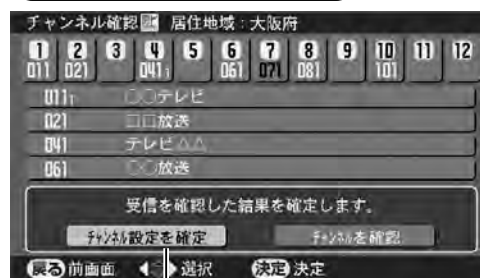 チャンネル確認 居住地域：大阪府
1 2 3 4 5 6 7 8 9 10 11 12
011 021 041 061 071 081 101
011 ○○テレビ
021 □□放送
041 テレビ△△
061 ○○放送
受信を確認した結果を確定します。
チャンネル設定を確定 チャンネルを確認
戻る 前画面 選択 決定 決定